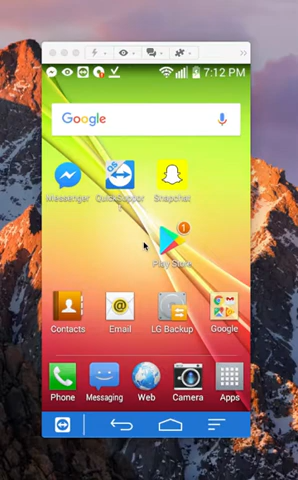 7:12 PM
Google
Messenger
QuickSupport
Snapchat
1
Play Store
Contacts
Email
LG Backup
Google
Phone
Messaging
Web
Camera
Apps